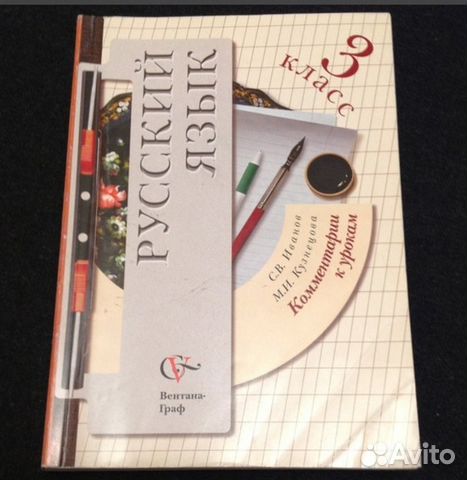 3
класс
РУССКИЙ
ЯЗЫК
С.В. Иванов
М.И. Кузнецова
Комментарии
к урокам
Вентана-
Граф
Avito